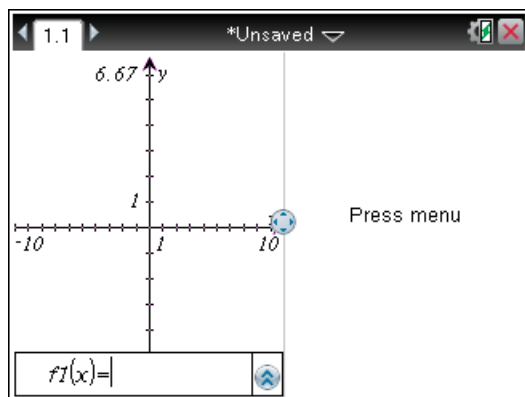 1.1 *Unsaved
6.67 y
1
-10 1 10
Press menu
f1(x)=